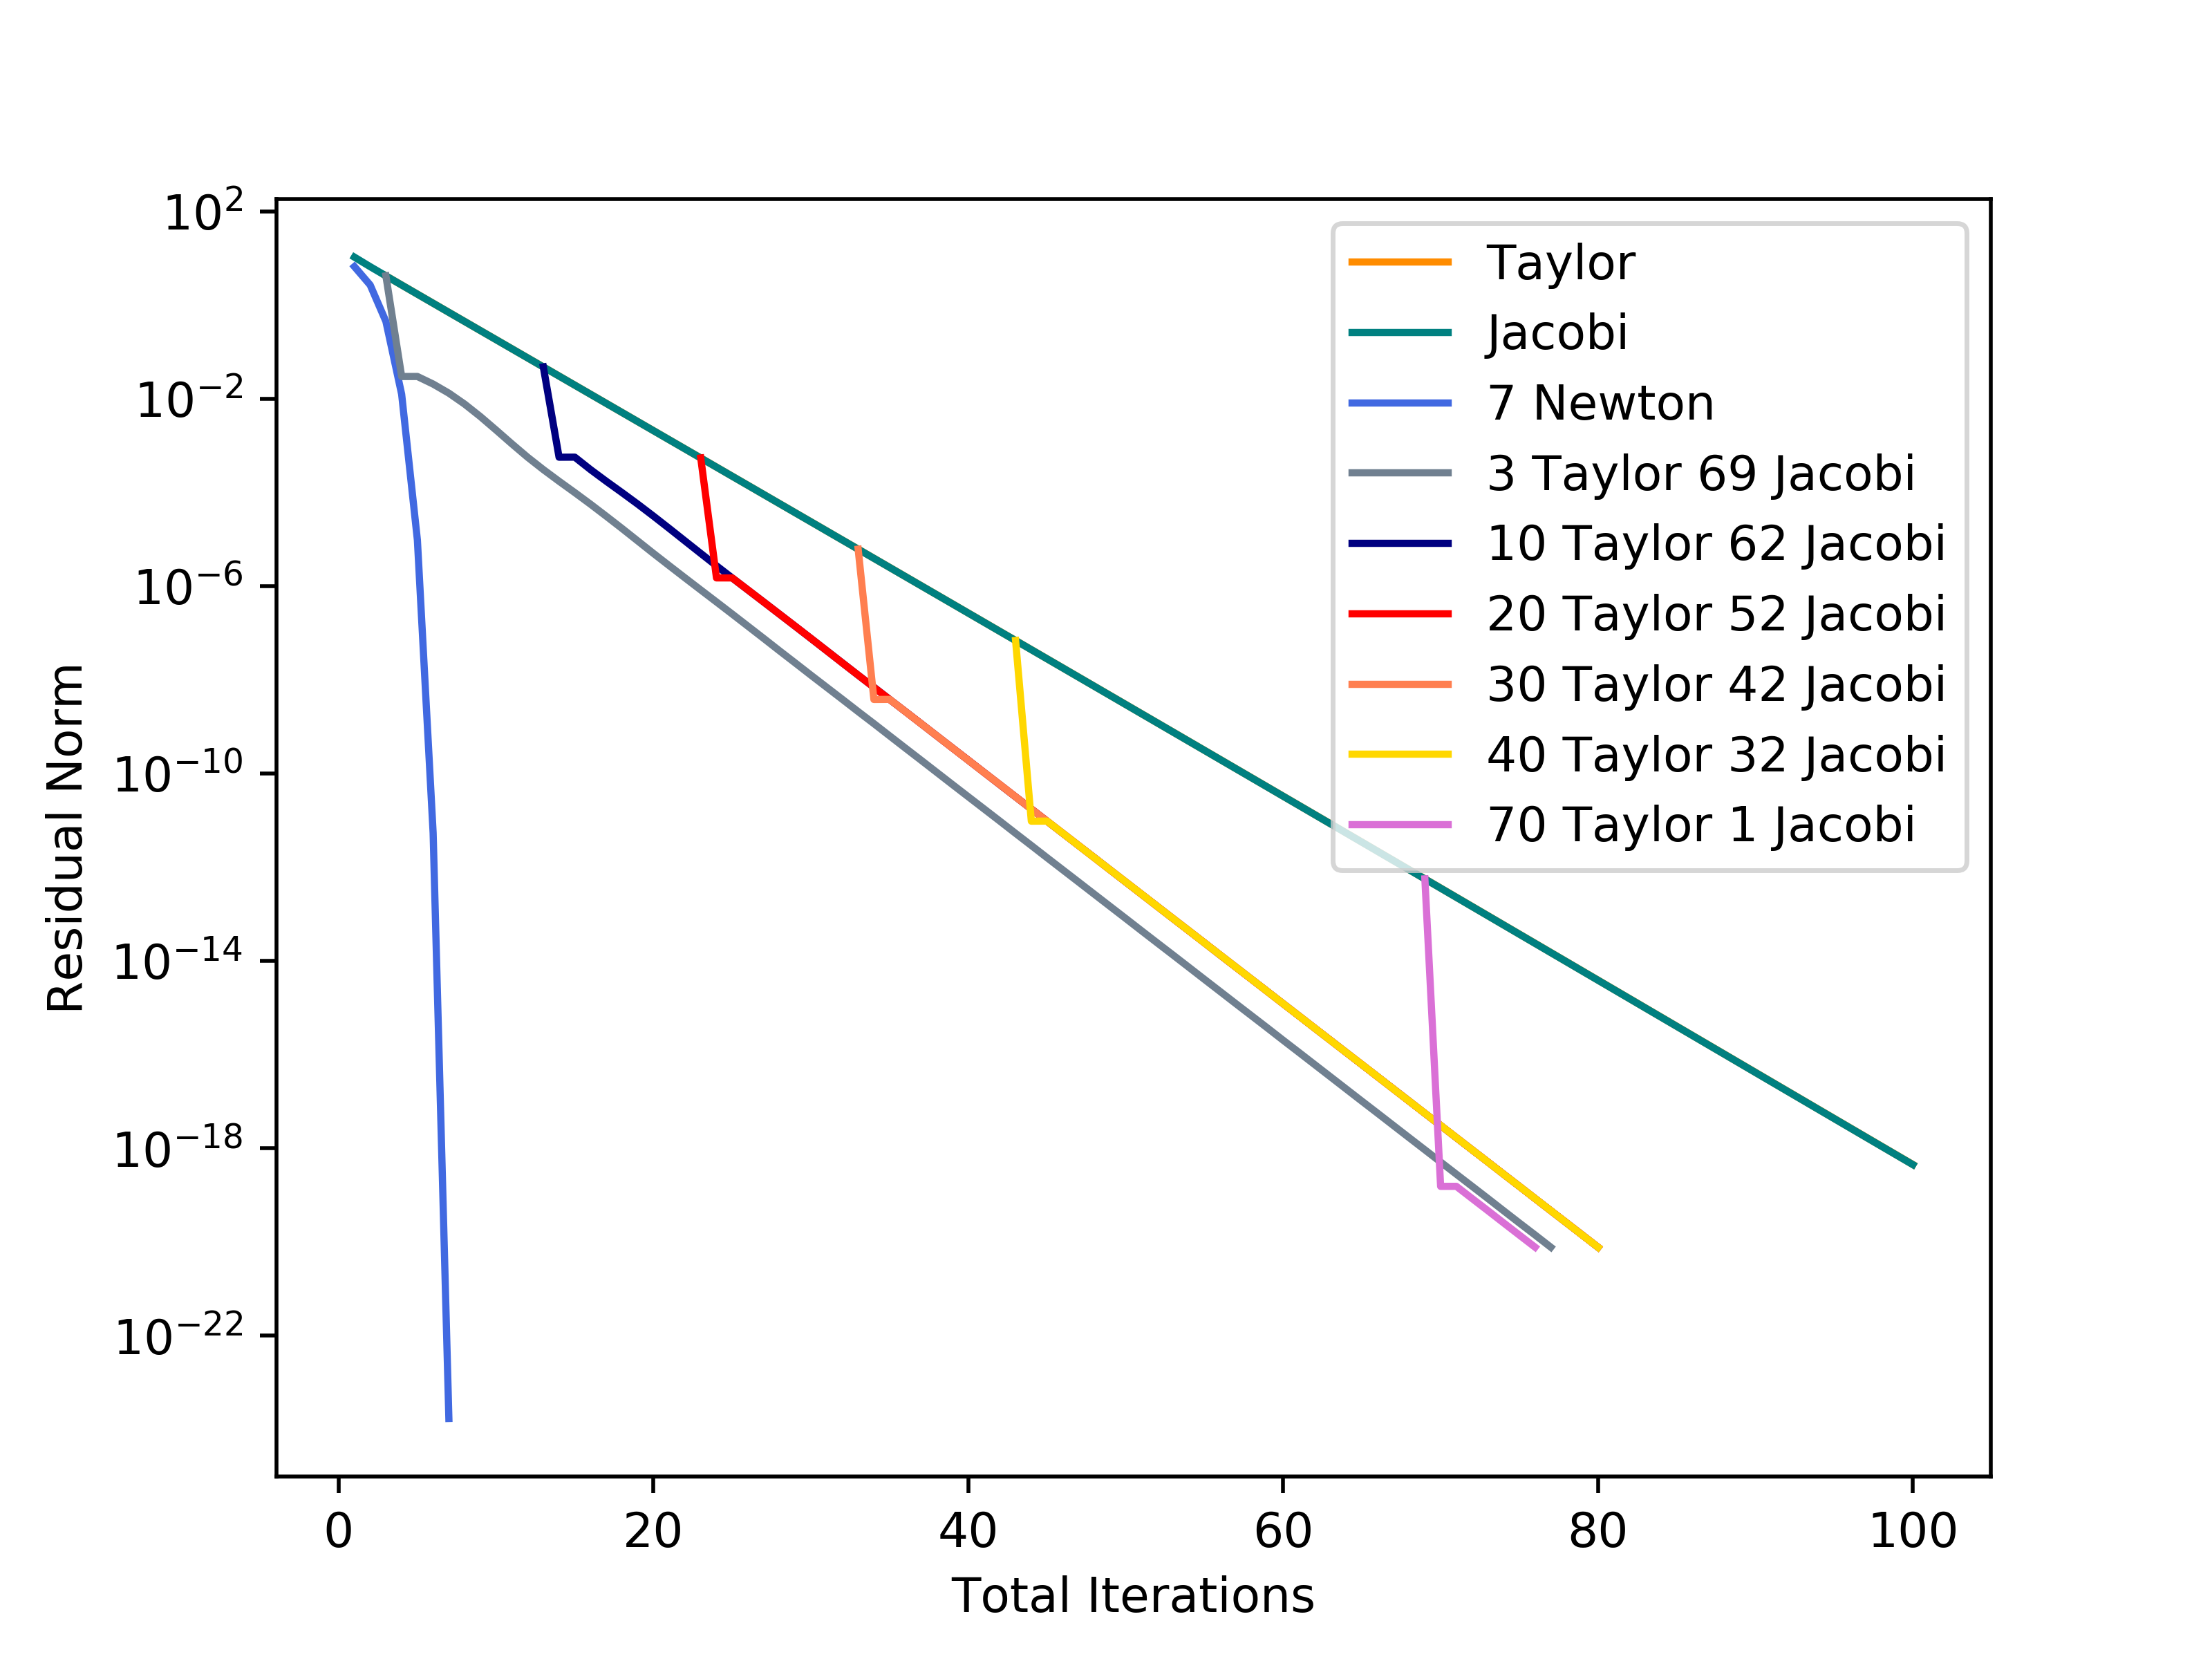 10²
10⁻²
10⁻⁶
10⁻¹⁰
10⁻¹⁴
10⁻¹⁸
10⁻²²
Residual Norm
Taylor
Jacobi
7 Newton
3 Taylor 69 Jacobi
10 Taylor 62 Jacobi
20 Taylor 52 Jacobi
30 Taylor 42 Jacobi
40 Taylor 32 Jacobi
70 Taylor 1 Jacobi
0 20 40 60 80 100
Total Iterations